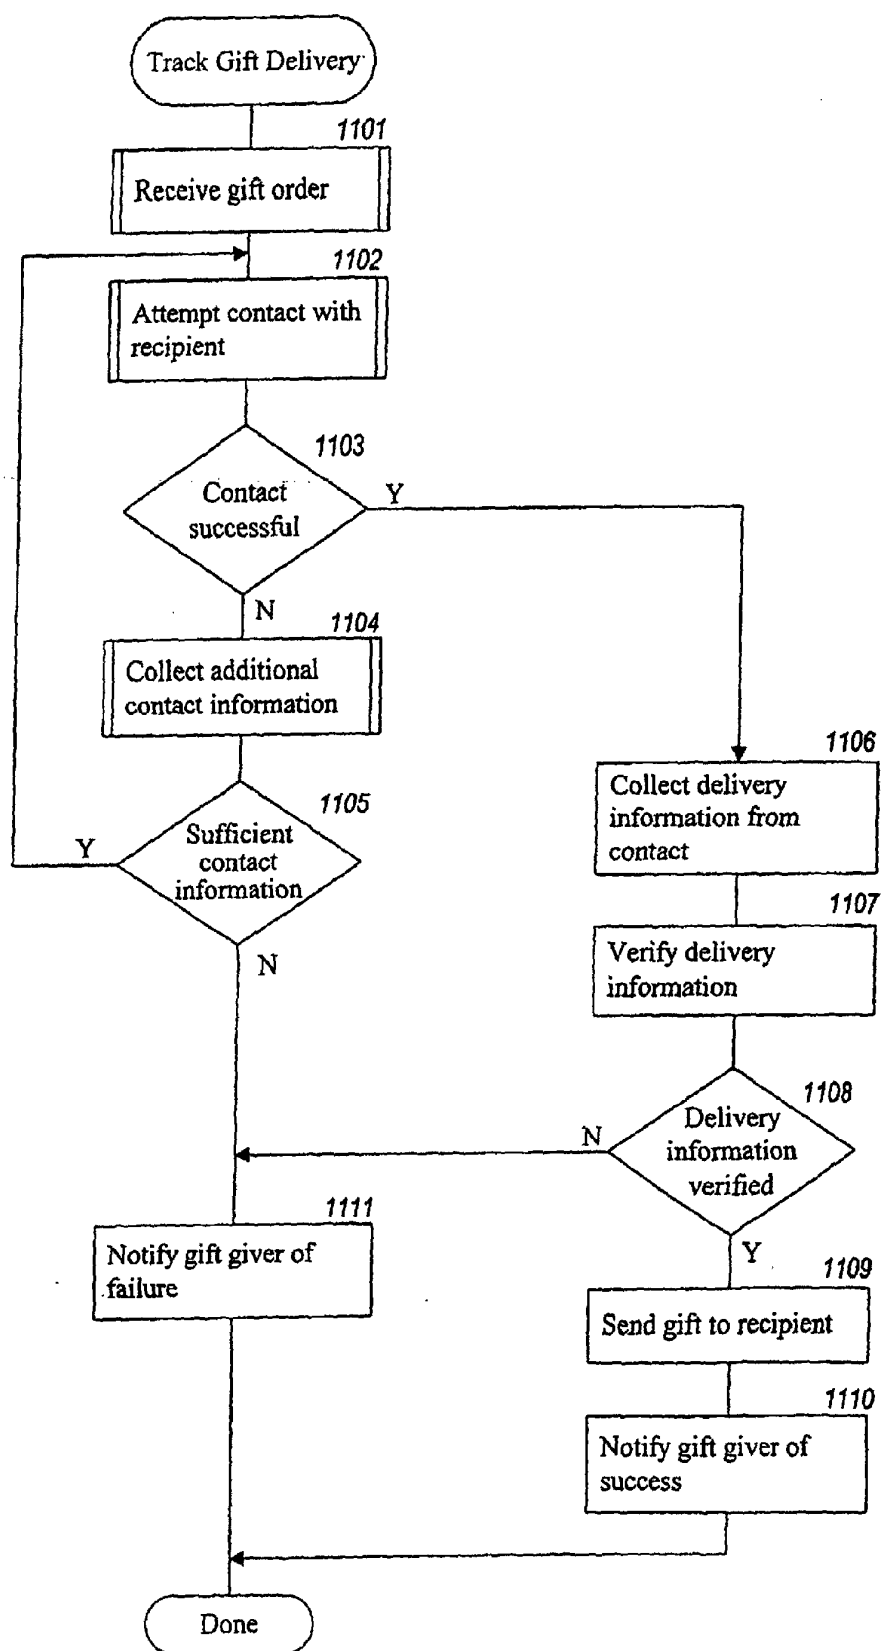 Track Gift Delivery
1101
Receive gift order
1102
Attempt contact with
recipient
1103
Contact
successful
Y
N
1104
Collect additional
contact information
1105
Sufficient
contact
information
Y
N
1106
Collect delivery
information from
contact
1107
Verify delivery
information
1108
Delivery
information
verified
N
Y
1111
Notify gift giver of
failure
1109
Send gift to recipient
1110
Notify gift giver of
success
Done